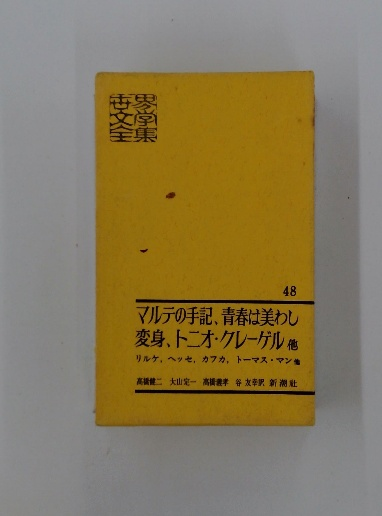 世界
文学
全集
48
マルテの手記、青春は美わし
変身、トニオ・クレーゲル 他
リルケ、ヘッセ、カフカ、トーマス・マン 他
高橋健二 大山定一 高橋義孝 谷 友幸訳 新潮社